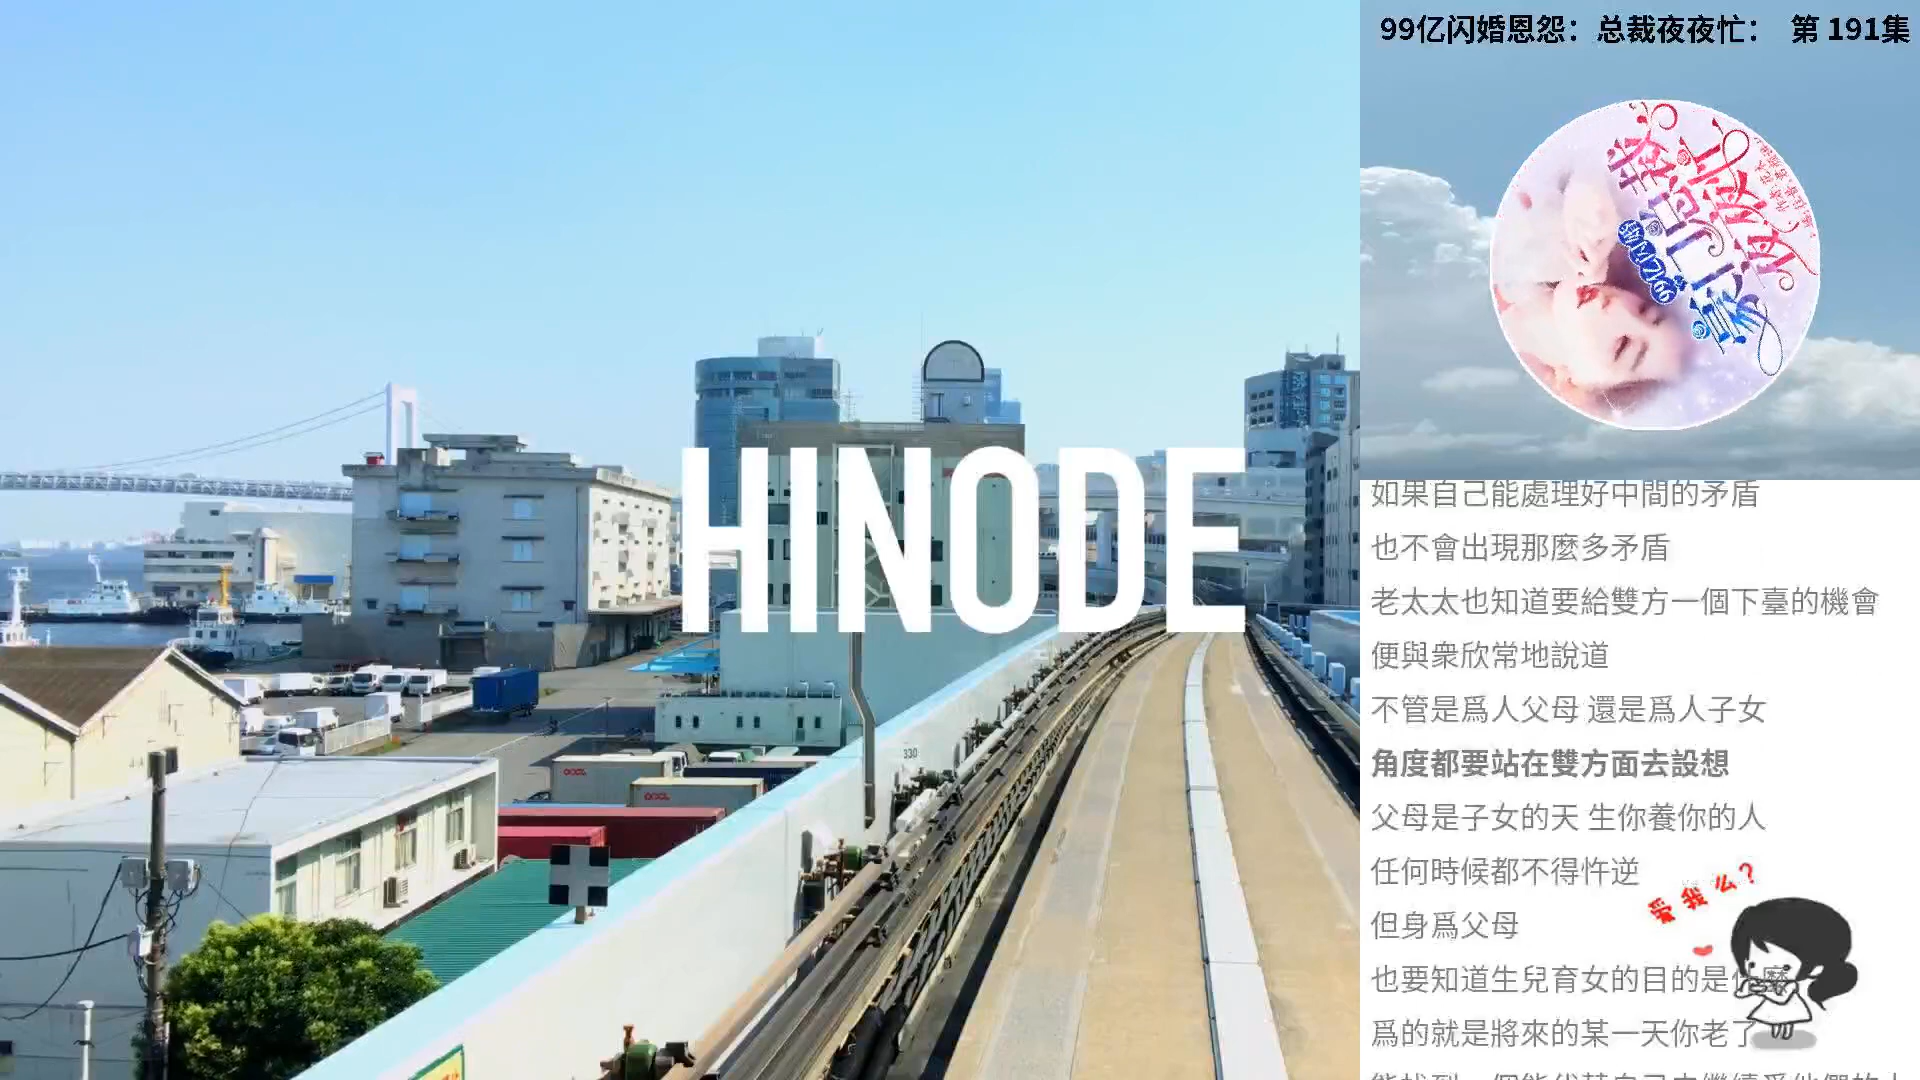 99亿闪婚恩怨：总裁夜夜忙： 第 191集
HINODE
330
如果自己能處理好中間的矛盾
也不會出現那麼多矛盾
老太太也知道要給雙方一個下臺的機會
便與衆欣常地說道
不管是爲人父母 還是爲人子女
角度都要站在雙方面去設想
父母是子女的天 生你養你的人
任何時候都不得忤逆
爱我么？
但身爲父母
也要知道生兒育女的目的是什麽
爲的就是將來的某一天你老了